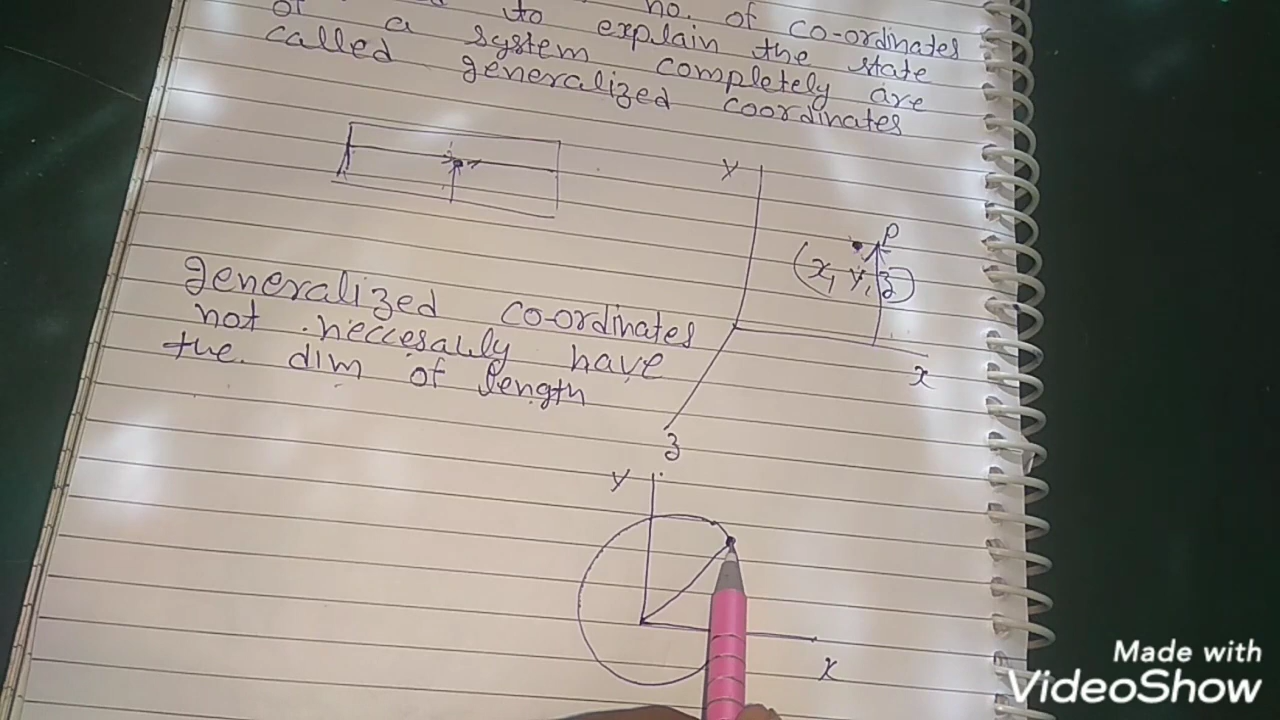 no. of co-ordinates
of a to explain the state
called system completely are
generalized coordinates
Y
P
(x, y, z)
x
z
generalized co-ordinates
not neccesauly have
the dim of length
Y
x
Made with
VideoShow